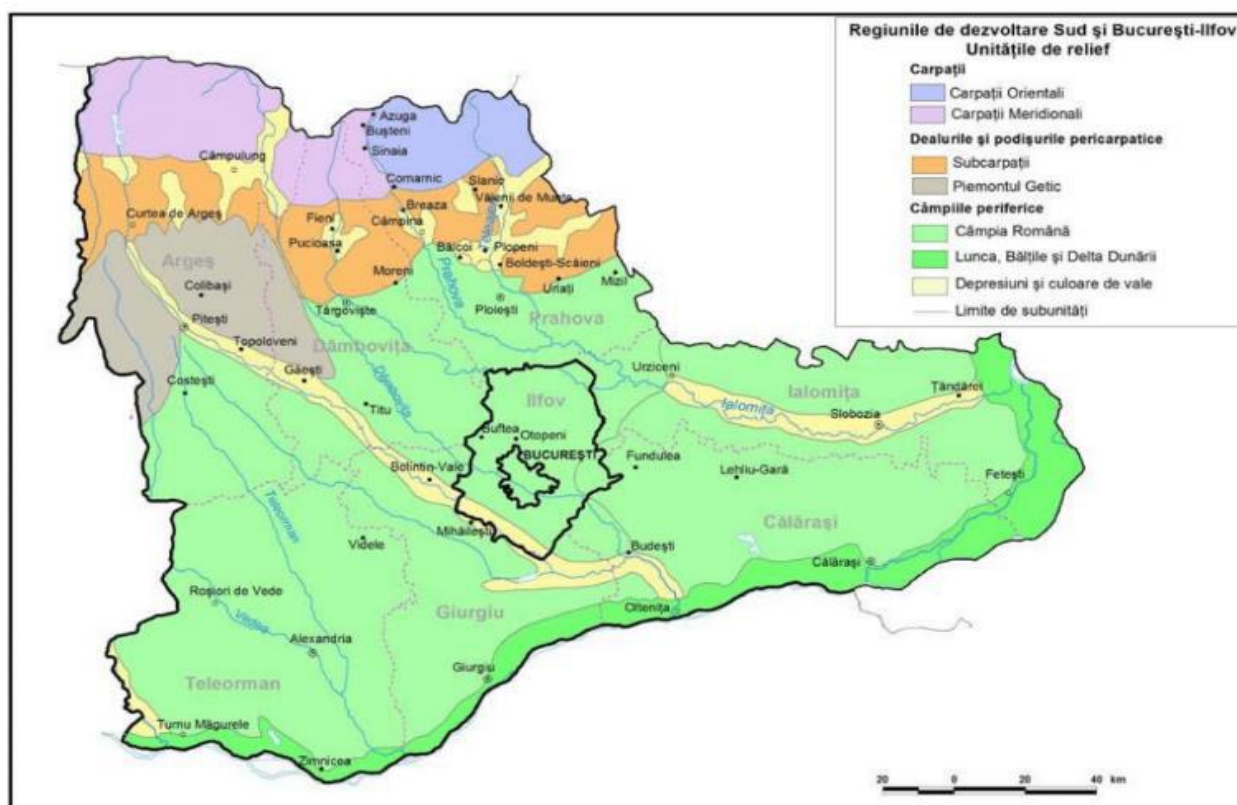 Regiunile de dezvoltare Sud şi Bucureşti-Ilfov
Unităţile de relief
Carpaţii
Carpaţii Orientali
Carpaţii Meridionali
Dealurile şi podişurile pericarpatice
Subcarpaţii
Piemontul Getic
Câmpiile periferice
Câmpia Română
Lunca, Bălţile şi Delta Dunării
Depresiuni şi culoare de vale
Limite de subunităţi
Azuga
Buşteni
Sinaia
Câmpulung
Comarnic
Slanic
Vălenii de Munte
Curtea de Argeş
Fieni
Breaza
Câmpina
Pucioasa
Băicoi
Plopeni
Boldeşti-Scăieni
Argeş
Moreni
Prahova
Urlaţi
Mizil
Colibaşi
Târgovişte
Ploieşti
Prahova
Piteşti
Topoloveni
Dâmboviţa
Găeşti
Dâmboviţa
Urziceni
Ialomiţa
Costeşti
Titu
Ilfov
Ialomiţa
Slobozia
Ţăndărei
Buftea
Otopeni
BUCUREŞTI
Bolintin-Vale
Fundulea
Lehliu-Gară
Feteşti
Teleorman
Mihăileşti
Călăraşi
Videle
Budeşti
Călăraşi
Roşiori de Vede
Vedea
Giurgiu
Olteniţa
Alexandria
Teleorman
Giurgiu
Turnu Măgurele
Zimnicea
20 0 20 40 km